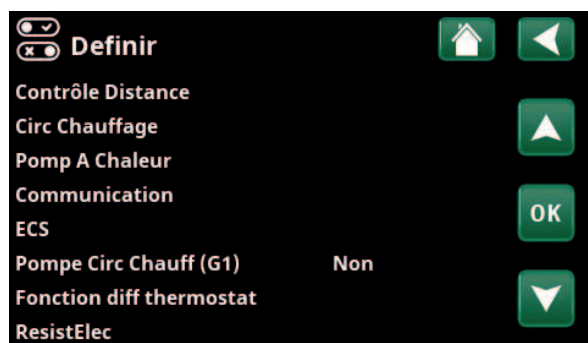 Definir
Contrôle Distance
Circ Chauffage
Pomp A Chaleur
Communication
ECS
OK
Pompe Circ Chauff (G1) Non
Fonction diff thermostat
ResistElec